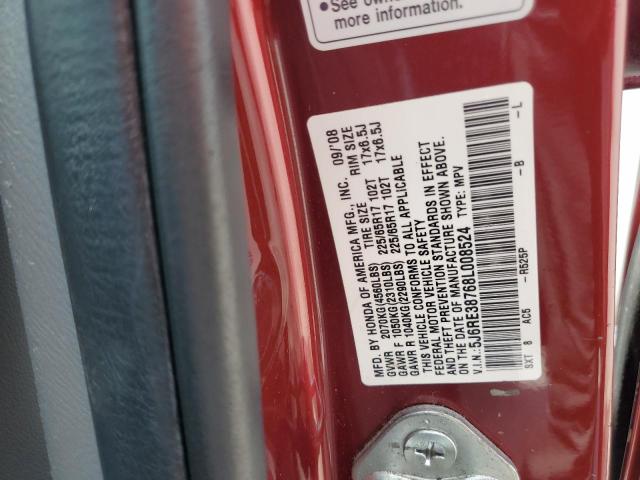 ●See Owner
more information.
MFD. BY HONDA OF AMERICA MFG., INC. 09/'08
TIRE SIZE RIM SIZE
GVWR 2070KG(4560LBS)
GAWR F 1050KG(2310LBS) 225/65R17 102T 17x6.5J
GAWR R 1040KG(2290LBS) 225/65R17 102T 17x6.5J
THIS VEHICLE CONFORMS TO ALL APPLICABLE
FEDERAL MOTOR VEHICLE SAFETY
AND THEFT PREVENTION STANDARDS IN EFFECT
ON THE DATE OF MANUFACTURE SHOWN ABOVE.
V.I.N.:5J6RE38768L008524 TYPE: MPV
SXT 8 AC5 -R525P -B -L